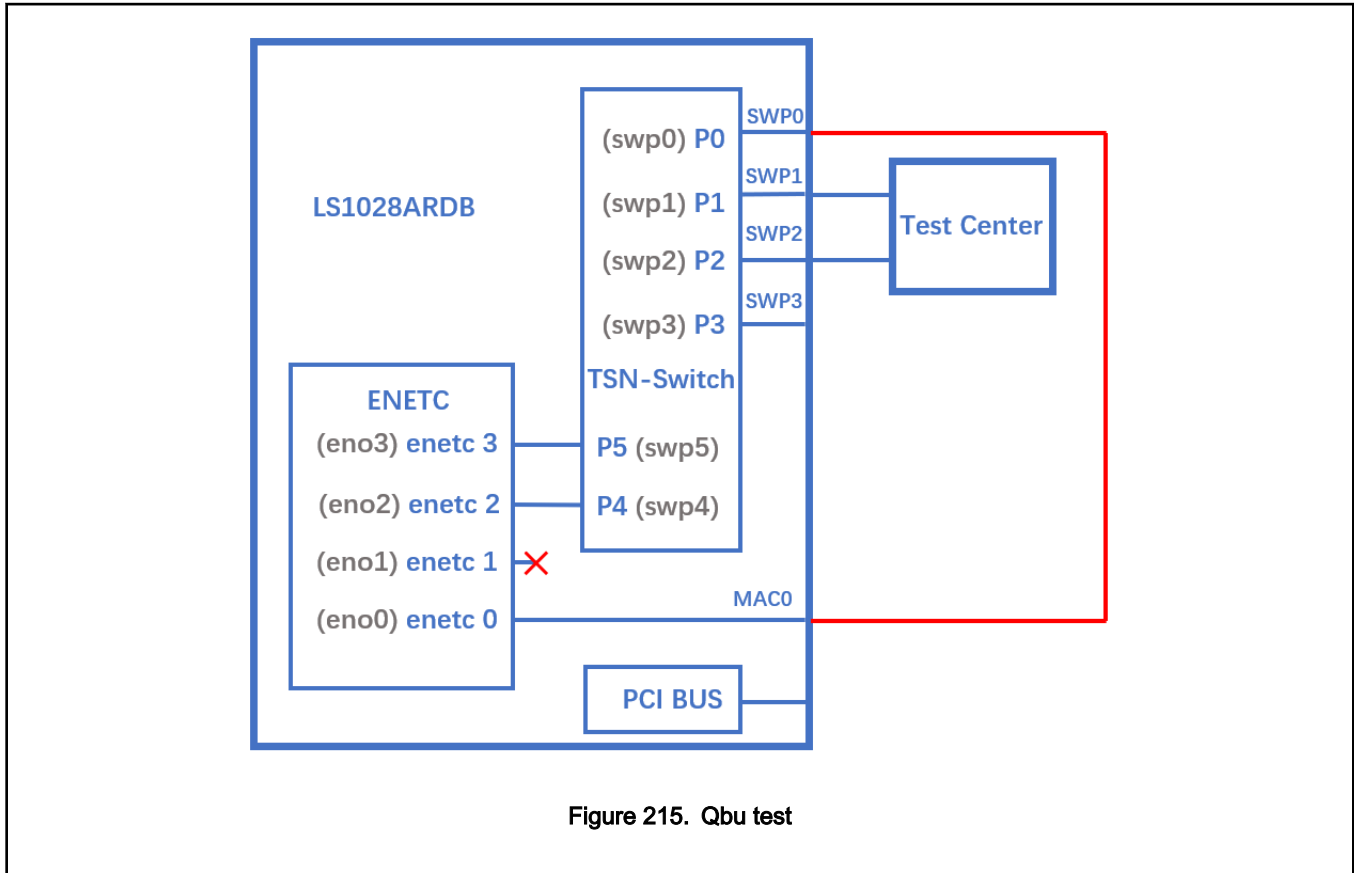 SWP0
(swp0) P0
SWP1
LS1028ARDB
(swp1) P1
Test Center
SWP2
(swp2) P2
SWP3
(swp3) P3
TSN-Switch
ENETC
(eno3) enetc 3
P5 (swp5)
(eno2) enetc 2
P4 (swp4)
(eno1) enetc 1
MAC0
(eno0) enetc 0
PCI BUS
Figure 215. Qbu test